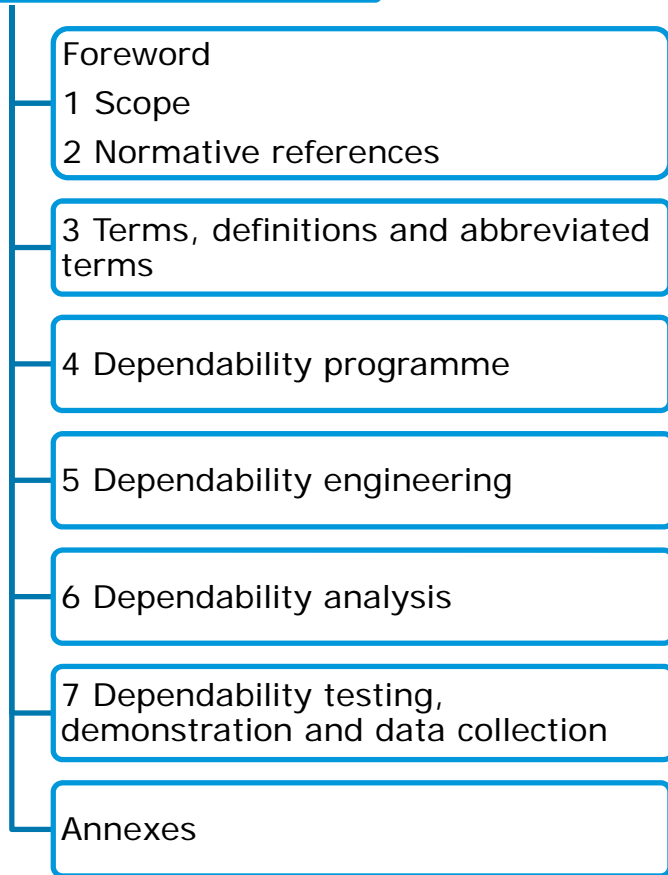 Foreword
1 Scope
2 Normative references
3 Terms, definitions and abbreviated
terms
4 Dependability programme
5 Dependability engineering
6 Dependability analysis
7 Dependability testing,
demonstration and data collection
Annexes